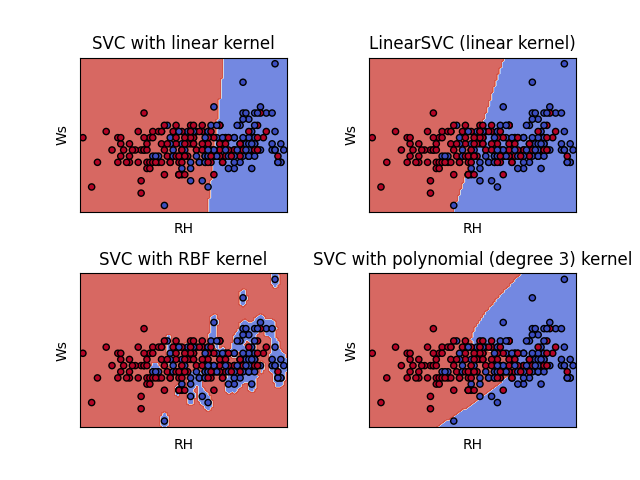 SVC with linear kernel
LinearSVC (linear kernel)
Ws
RH
Ws
RH
SVC with RBF kernel
SVC with polynomial (degree 3) kernel
Ws
RH
Ws
RH